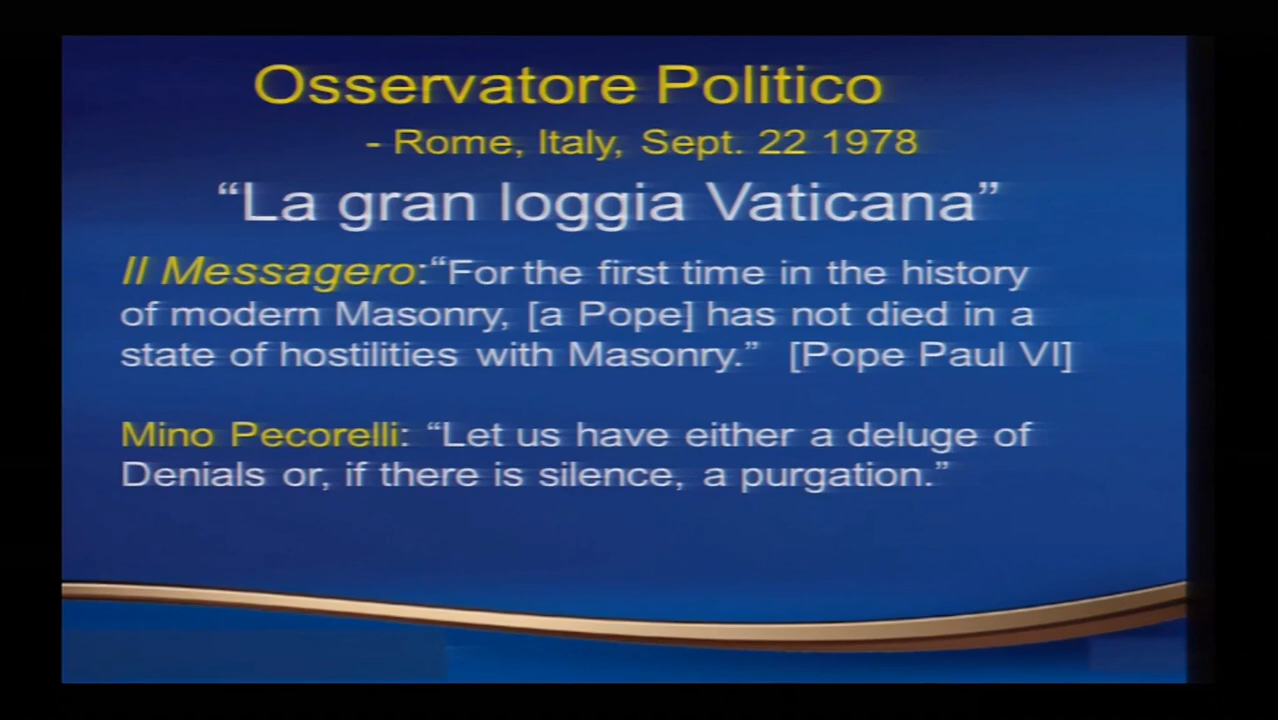 Osservatore Politico
- Rome, Italy, Sept. 22 1978
“La gran loggia Vaticana”
Il Messagero:“For the first time in the history
of modern Masonry, [a Pope] has not died in a
state of hostilities with Masonry.” [Pope Paul VI]
Mino Pecorelli: “Let us have either a deluge of
Denials or, if there is silence, a purgation.”